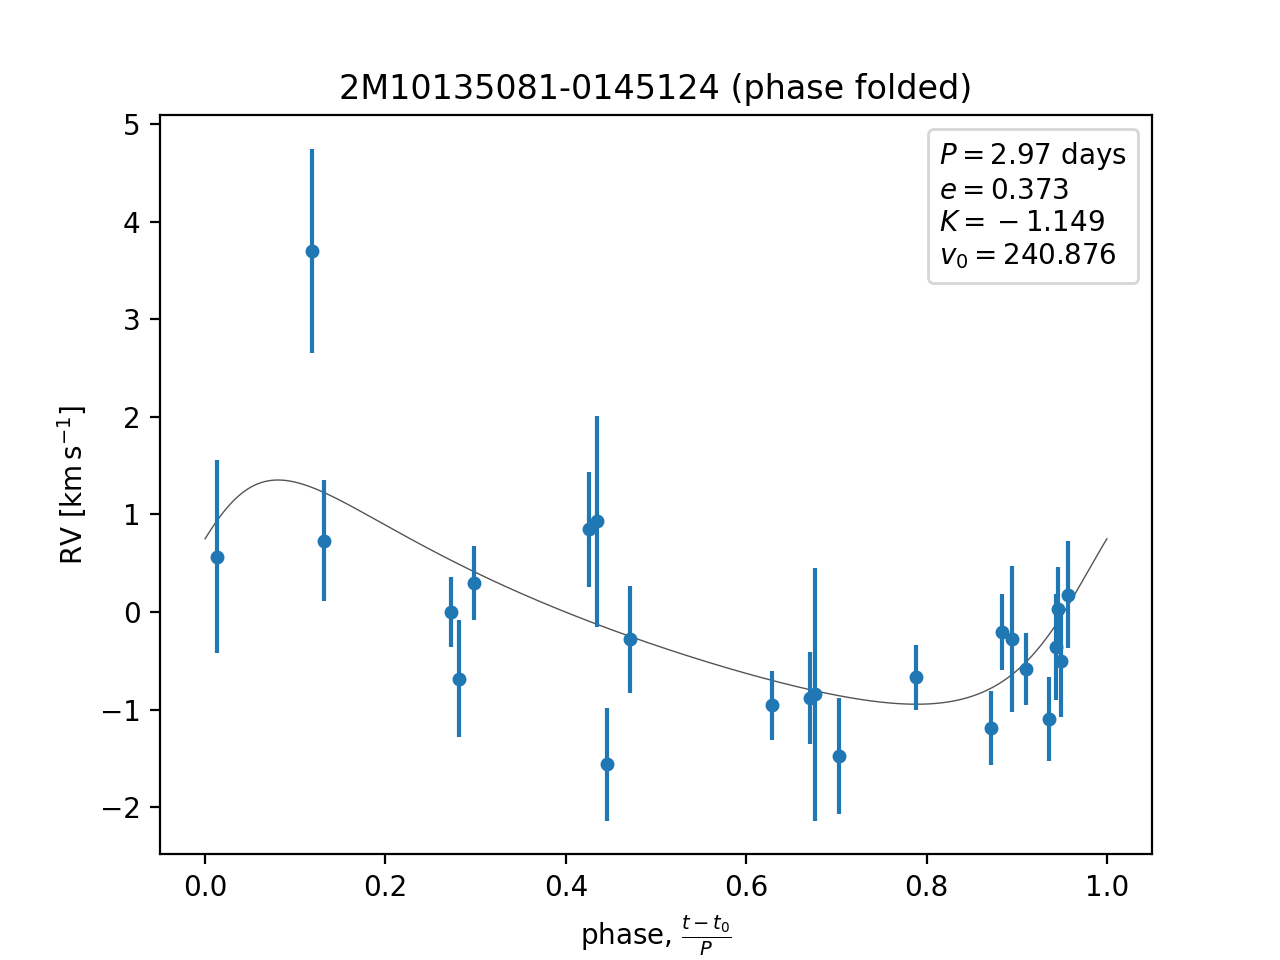 2M10135081-0145124 (phase folded)
P = 2.97 days
e = 0.373
K = −1.149
v₀ = 240.876
RV [km s⁻¹]
5
4
3
2
1
0
−1
−2
0.0 0.2 0.4 0.6 0.8 1.0
phase, (t − t₀)/P